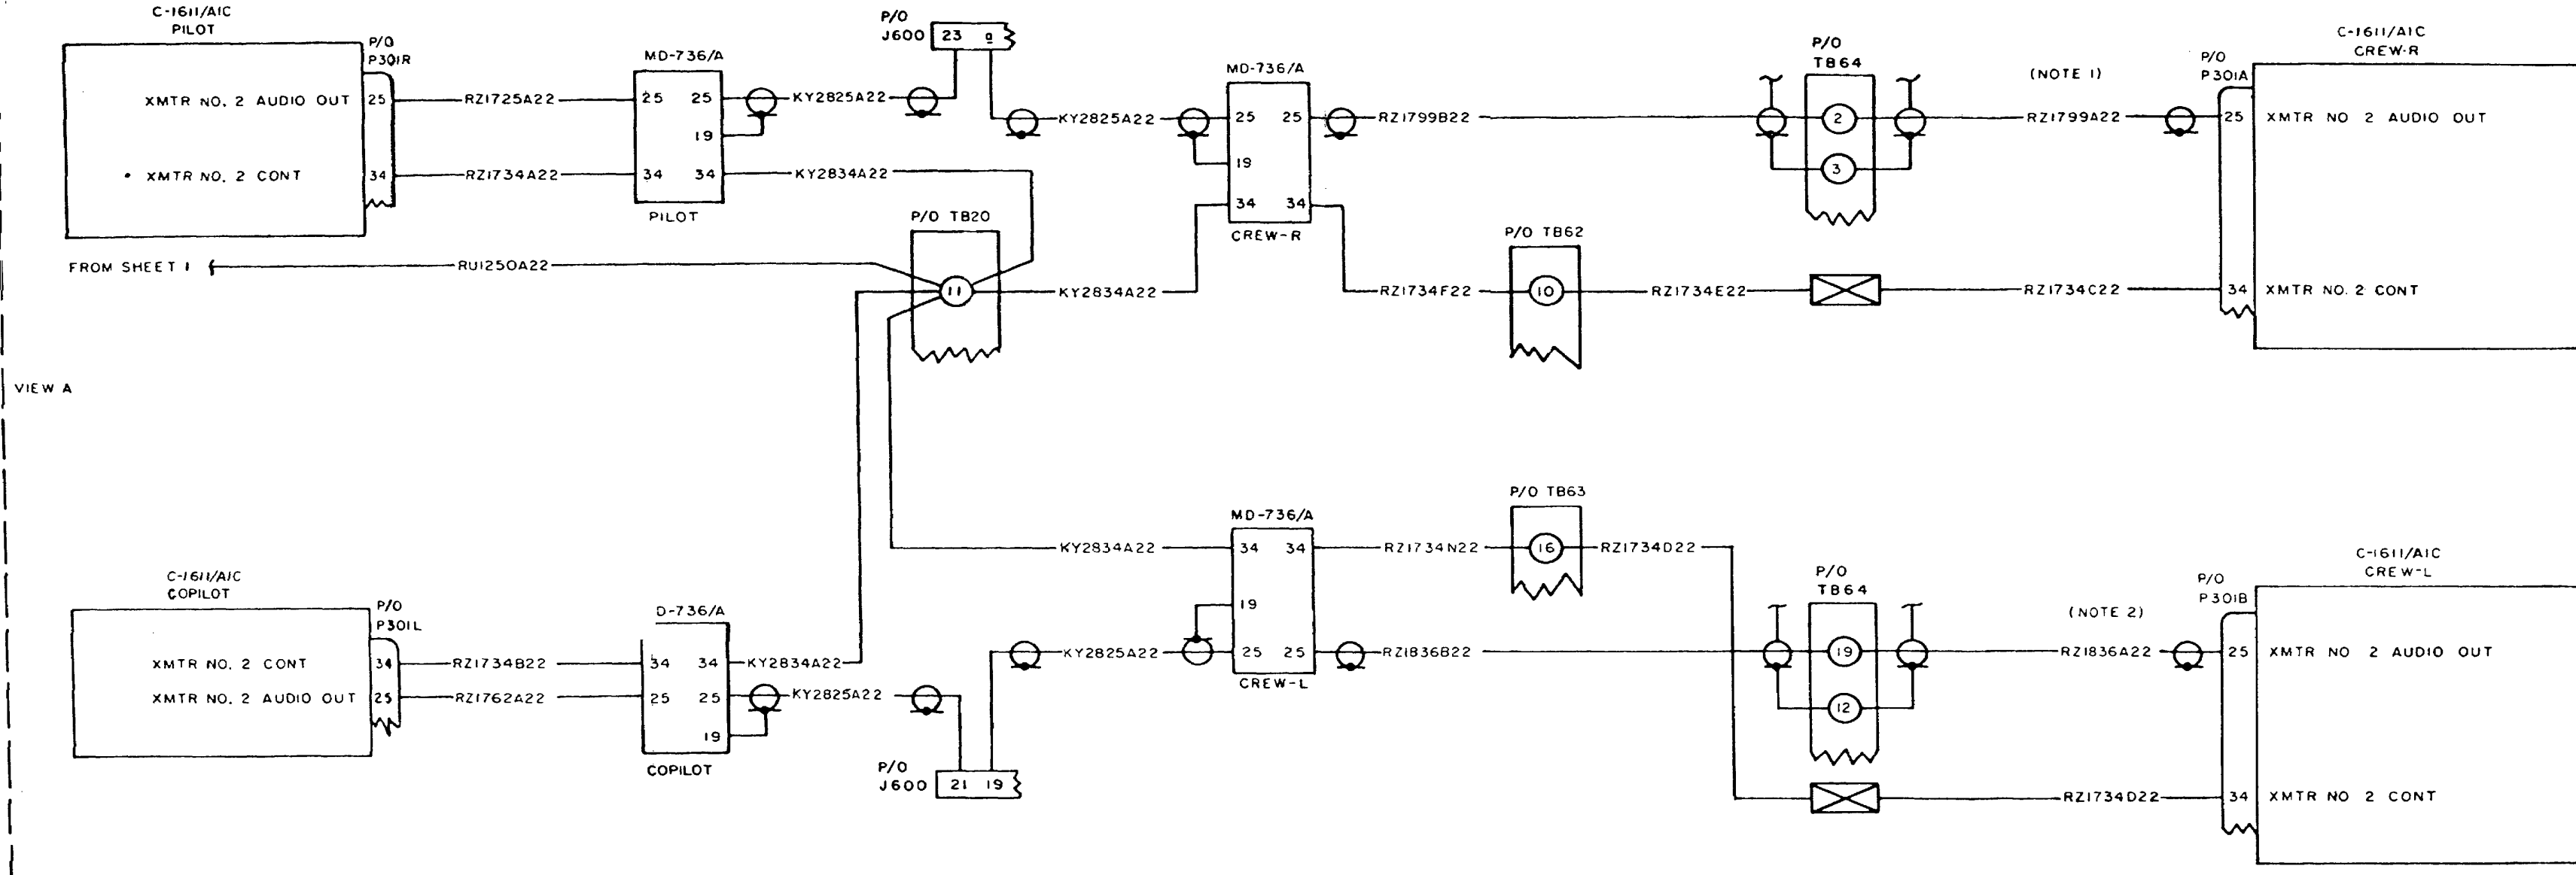 C-1611/AIC
PILOT
P/O
P301R
XMTR NO. 2 AUDIO OUT 25
XMTR NO. 2 CONT 34
RZ1725A22
RZ1734A22
MD-736/A
25 25
19
34 34
PILOT
KY2825A22
KY2834A22
P/O
J600 23 a
KY2825A22
MD-736/A
25 25
19
34 34
CREW-R
RZ1799B22
P/O
TB64
2
3
(NOTE 1)
RZ1799A22
C-1611/AIC
CREW-R
P/O
P301A
25 XMTR NO 2 AUDIO OUT
34 XMTR NO. 2 CONT
FROM SHEET 1
RU1250A22
P/O TB20
11
KY2834A22
RZ1734F22
P/O TB62
10
RZ1734E22
RZ1734C22
VIEW A
C-1611/AIC
COPILOT
P/O
P301L
XMTR NO. 2 CONT 34
XMTR NO. 2 AUDIO OUT 25
RZ1734B22
RZ1762A22
D-736/A
34 34
25 25
19
COPILOT
KY2834A22
KY2825A22
P/O
J600 21 19
KY2834A22
KY2825A22
MD-736/A
34 34
19
25 25
CREW-L
RZ1734N22
P/O TB63
16
RZ1734D22
RZ1836B22
P/O
TB64
19
12
(NOTE 2)
RZ1836A22
RZ1734D22
C-1611/AIC
CREW-L
P/O
P301B
25 XMTR NO 2 AUDIO OUT
34 XMTR NO 2 CONT